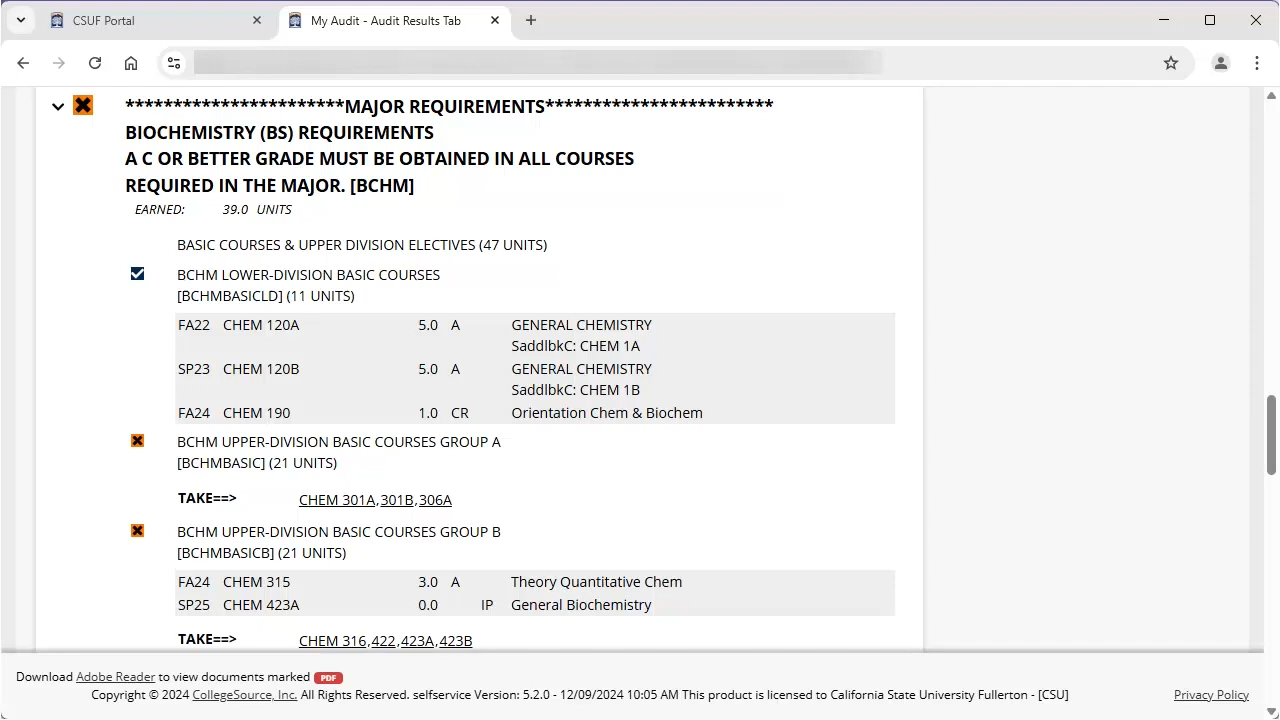 CSUF Portal
My Audit - Audit Results Tab
**********************MAJOR REQUIREMENTS***********************
BIOCHEMISTRY (BS) REQUIREMENTS
A C OR BETTER GRADE MUST BE OBTAINED IN ALL COURSES
REQUIRED IN THE MAJOR. [BCHM]
EARNED: 39.0 UNITS
BASIC COURSES & UPPER DIVISION ELECTIVES (47 UNITS)
BCHM LOWER-DIVISION BASIC COURSES
[BCHMBASICLD] (11 UNITS)
FA22 CHEM 120A 5.0 A GENERAL CHEMISTRY
SaddlbkC: CHEM 1A
SP23 CHEM 120B 5.0 A GENERAL CHEMISTRY
SaddlbkC: CHEM 1B
FA24 CHEM 190 1.0 CR Orientation Chem & Biochem
BCHM UPPER-DIVISION BASIC COURSES GROUP A
[BCHMBASIC] (21 UNITS)
TAKE==> CHEM 301A,301B,306A
BCHM UPPER-DIVISION BASIC COURSES GROUP B
[BCHMBASICB] (21 UNITS)
FA24 CHEM 315 3.0 A Theory Quantitative Chem
SP25 CHEM 423A 0.0 IP General Biochemistry
TAKE==> CHEM 316,422,423A,423B
Download Adobe Reader to view documents marked PDF
Copyright © 2024 CollegeSource, Inc. All Rights Reserved. selfservice Version: 5.2.0 - 12/09/2024 10:05 AM This product is licensed to California State University Fullerton - [CSU] Privacy Policy